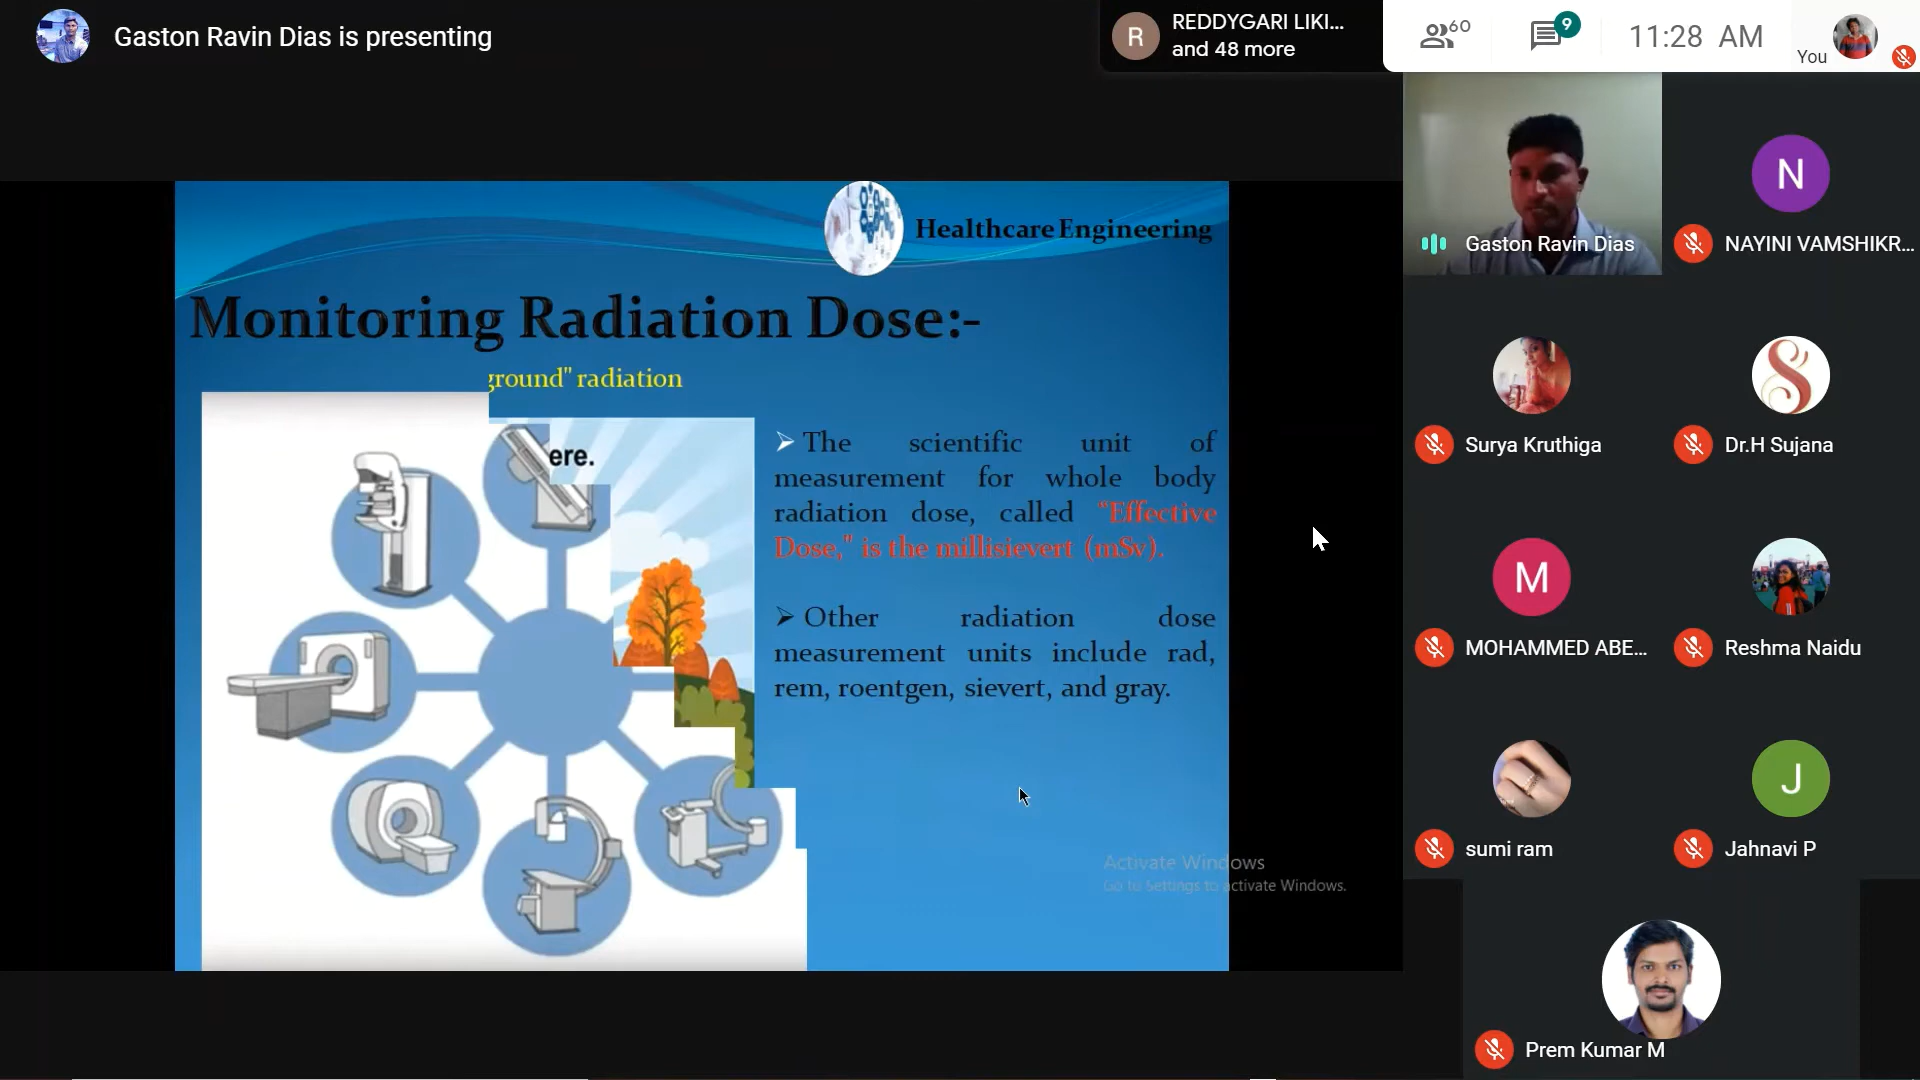 Gaston Ravin Dias is presenting
R
REDDYGARI LIKI...
and 48 more
60
9
11:28 AM
You
Healthcare Engineering
Monitoring Radiation Dose:-
ground" radiation
ere.
➢ The scientific unit of
measurement for whole body
radiation dose, called "Effective
Dose," is the millisievert (mSv).
➢ Other radiation dose
measurement units include rad,
rem, roentgen, sievert, and gray.
Activate Windows
Go to Settings to activate Windows.
Gaston Ravin Dias
N
NAYINI VAMSHIKR...
Surya Kruthiga
S
Dr.H Sujana
M
MOHAMMED ABE...
Reshma Naidu
sumi ram
J
Jahnavi P
Prem Kumar M